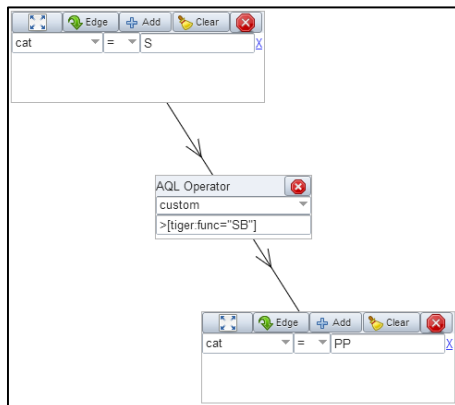 Edge Add Clear
cat = S X
AQL Operator
custom
>[tiger:func="SB"]
Edge Add Clear
cat = PP X